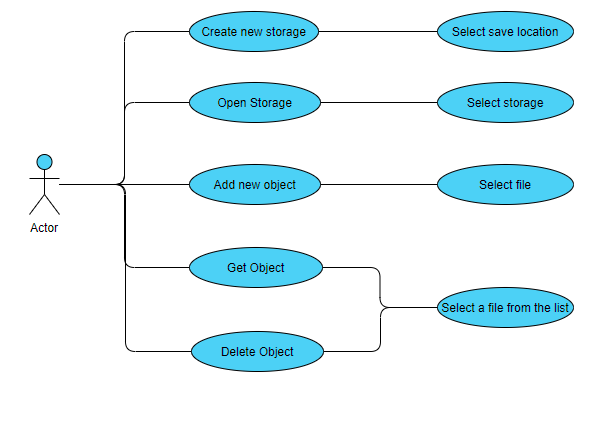 Create new storage
Select save location
Open Storage
Select storage
Add new object
Select file
Actor
Get Object
Select a file from the list
Delete Object